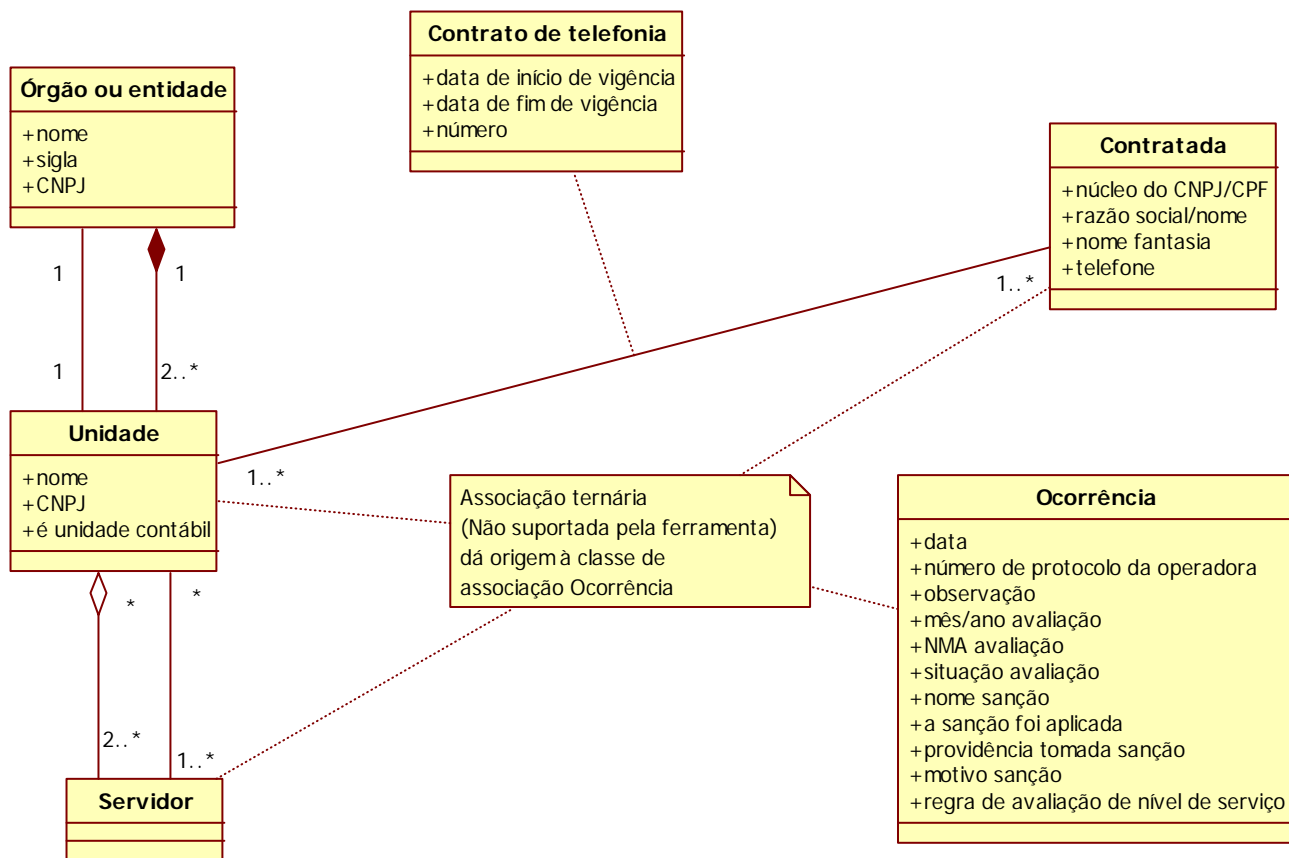 Contrato de telefonia
+data de início de vigência
+data de fim de vigência
+número
Órgão ou entidade
+nome
+sigla
+CNPJ
Contratada
+núcleo do CNPJ/CPF
+razão social/nome
+nome fantasia
+telefone
1
1
1..*
1
2..*
Unidade
+nome
+CNPJ
+é unidade contábil
1..*
Associação ternária
(Não suportada pela ferramenta)
dá origem à classe de
associação Ocorrência
Ocorrência
+data
+número de protocolo da operadora
+observação
+mês/ano avaliação
+NMA avaliação
+situação avaliação
+nome sanção
+a sanção foi aplicada
+providência tomada sanção
+motivo sanção
+regra de avaliação de nível de serviço
*
*
2..*
1..*
Servidor